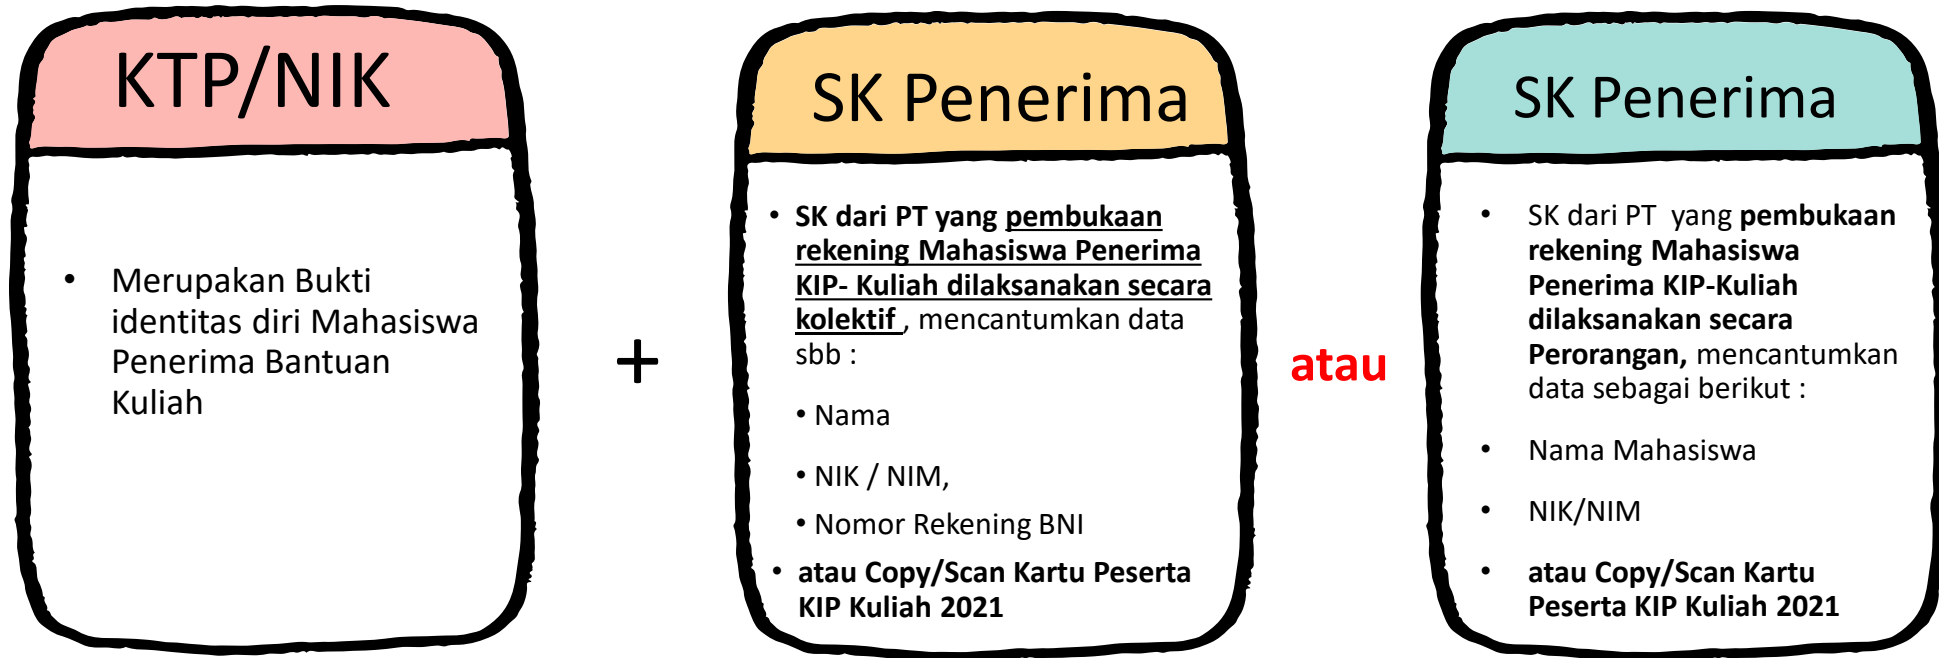 KTP/NIK
• Merupakan Bukti
identitas diri Mahasiswa
Penerima Bantuan
Kuliah
+
SK Penerima
• SK dari PT yang pembukaan
rekening Mahasiswa Penerima
KIP- Kuliah dilaksanakan secara
kolektif , mencantumkan data
sbb :
• Nama
• NIK / NIM,
• Nomor Rekening BNI
• atau Copy/Scan Kartu Peserta
KIP Kuliah 2021
atau
SK Penerima
• SK dari PT yang pembukaan
rekening Mahasiswa
Penerima KIP-Kuliah
dilaksanakan secara
Perorangan, mencantumkan
data sebagai berikut :
• Nama Mahasiswa
• NIK/NIM
• atau Copy/Scan Kartu
Peserta KIP Kuliah 2021